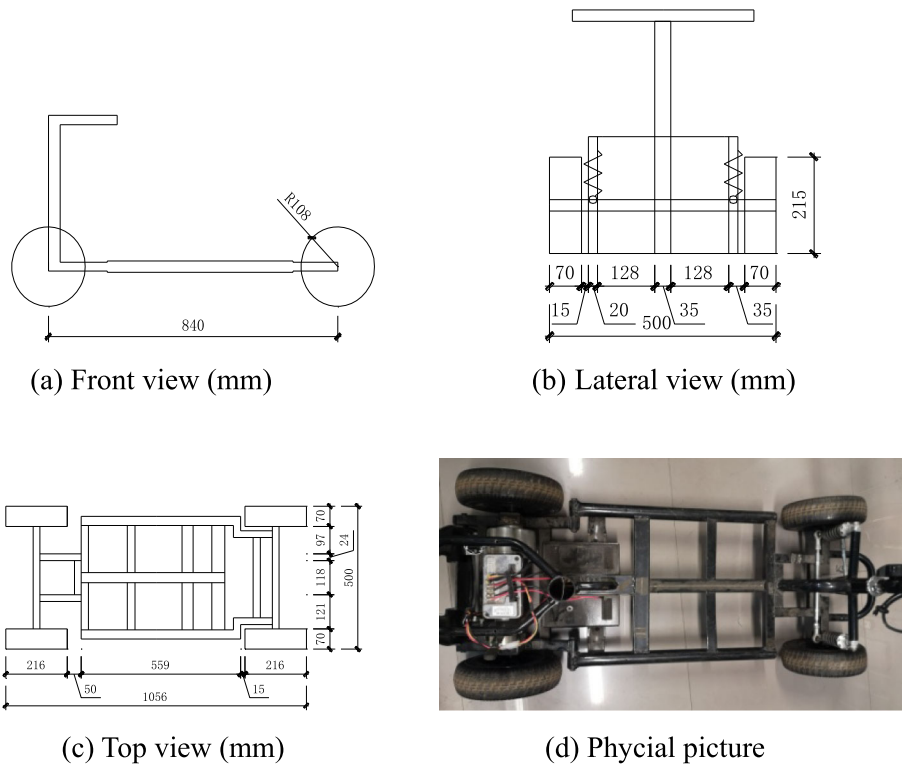 R108
840
(a) Front view (mm)
215
70 128 128 70
15 20 35 35
500
(b) Lateral view (mm)
70
97
24
118
500
121
70
216 559 216
50 15
1056
(c) Top view (mm)
(d) Phycial picture